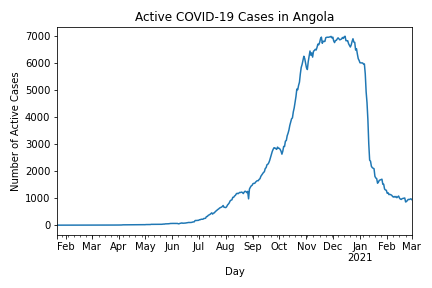 Active COVID-19 Cases in Angola
Number of Active Cases
7000
6000
5000
4000
3000
2000
1000
0
Feb Mar Apr May Jun Jul Aug Sep Oct Nov Dec Jan Feb Mar
2021
Day